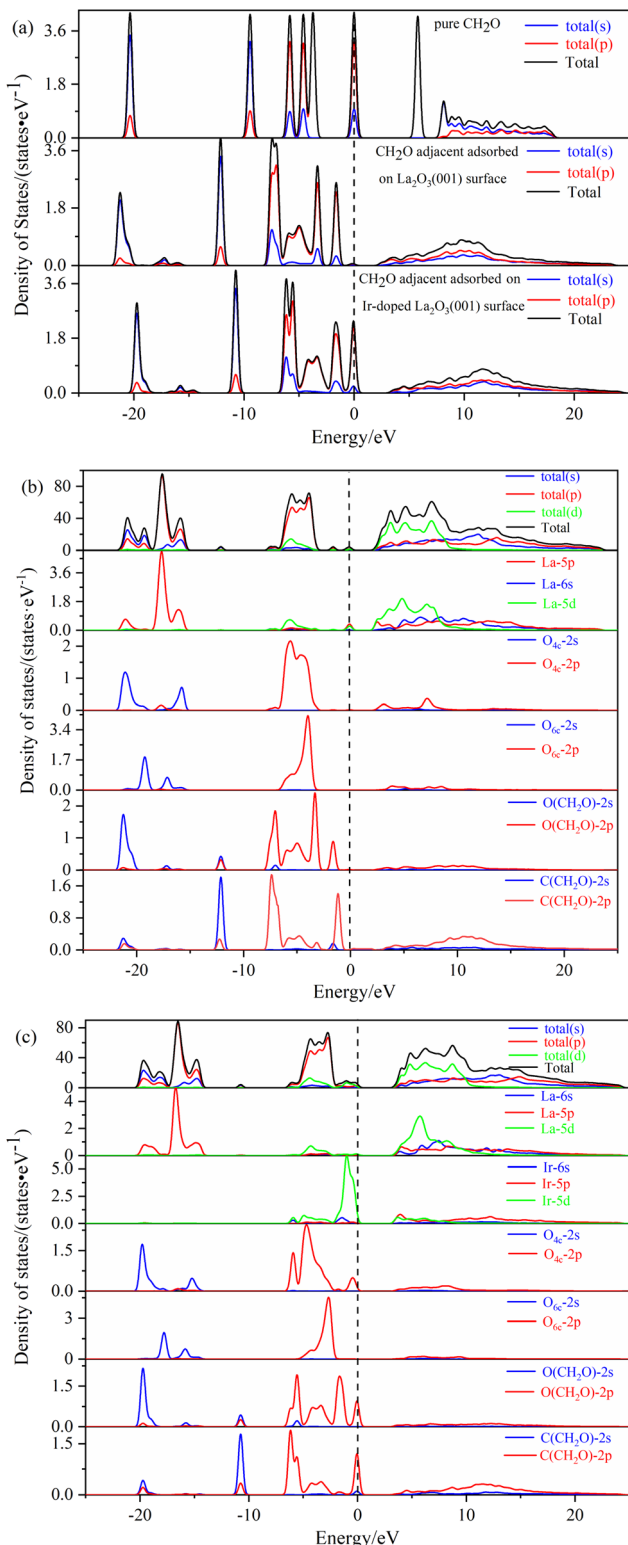 (a)
pure CH₂O
total(s)
total(p)
Total
3.6
1.8
0.0
CH₂O adjacent adsorbed
on La₂O₃(001) surface
total(s)
total(p)
Total
3.6
1.8
0.0
CH₂O adjacent adsorbed on
Ir-doped La₂O₃(001) surface
total(s)
total(p)
Total
3.6
1.8
0.0
Density of States/(states•eV⁻¹)
-20 -10 0 10 20
Energy/eV
(b)
total(s)
total(p)
total(d)
Total
80
40
0
La-5p
La-6s
La-5d
3.6
1.8
0.0
O₄c-2s
O₄c-2p
2
1
0
O₆c-2s
O₆c-2p
3.4
1.7
0.0
O(CH₂O)-2s
O(CH₂O)-2p
2
1
0
C(CH₂O)-2s
C(CH₂O)-2p
1.6
0.8
0.0
Density of states/(states·eV⁻¹)
-20 -10 0 10 20
Energy/eV
(c)
total(s)
total(p)
total(d)
Total
80
40
0
La-6s
La-5p
La-5d
4
2
0
Ir-6s
Ir-5p
Ir-5d
5.0
2.5
0.0
O₄c-2s
O₄c-2p
1.5
0.0
O₆c-2s
O₆c-2p
3
0
O(CH₂O)-2s
O(CH₂O)-2p
1.5
0.0
C(CH₂O)-2s
C(CH₂O)-2p
1.5
0.0
Density of states/(states•eV⁻¹)
-20 -10 0 10 20
Energy/eV